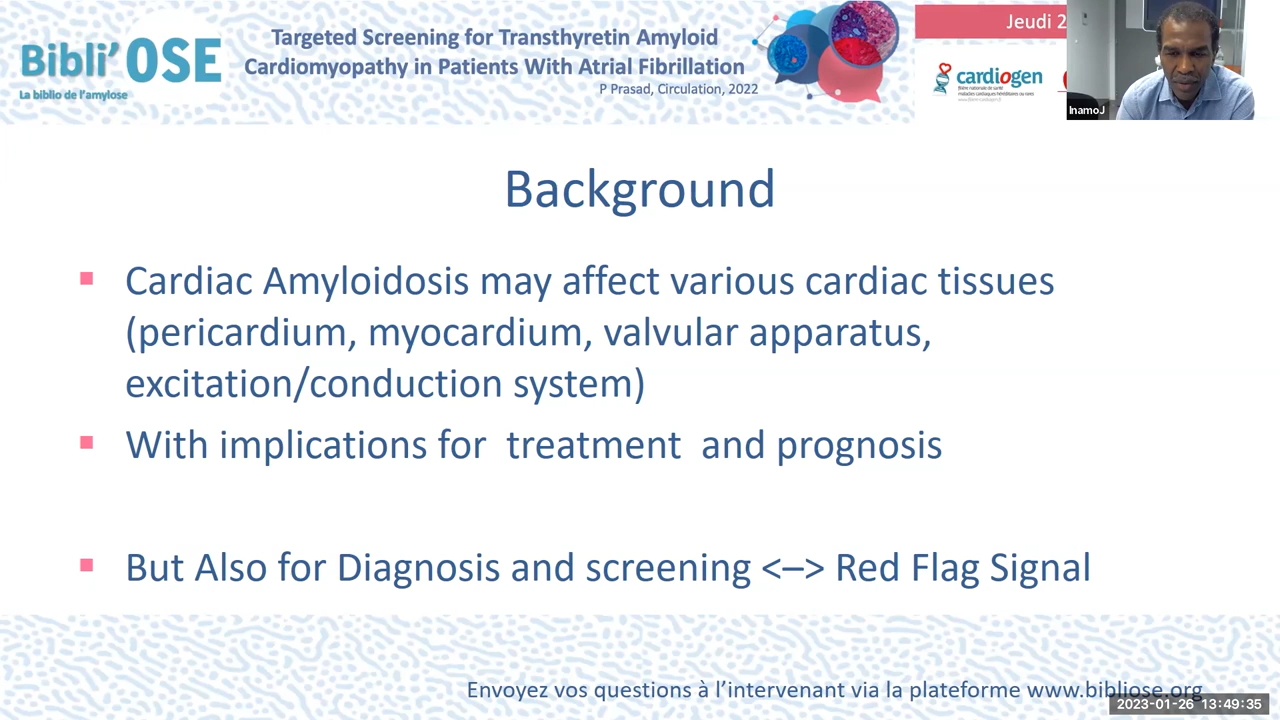 Bibli'OSE
La biblio de l'amylose
Targeted Screening for Transthyretin Amyloid
Cardiomyopathy in Patients With Atrial Fibrillation
P Prasad, Circulation, 2022
Jeudi 2
cardiogen
InamoJ
Background
Cardiac Amyloidosis may affect various cardiac tissues
(pericardium, myocardium, valvular apparatus,
excitation/conduction system)
With implications for treatment and prognosis
But Also for Diagnosis and screening <–> Red Flag Signal
Envoyez vos questions à l'intervenant via la plateforme www.bibliose.org
2023-01-26 13:49:35